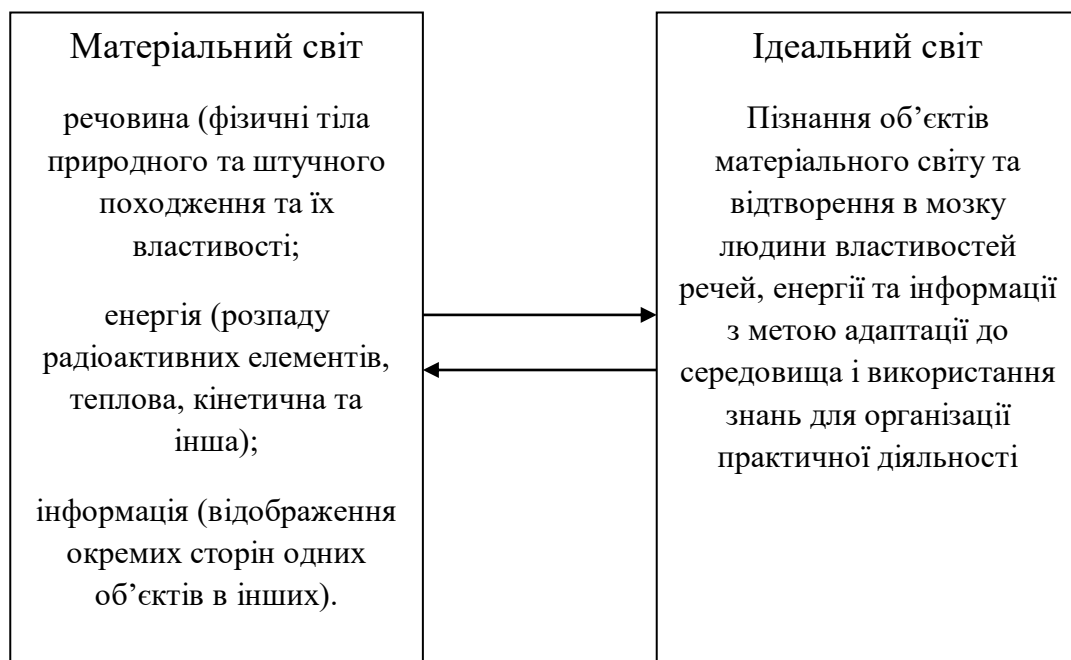 Матеріальний світ
речовина (фізичні тіла
природного та штучного
походження та їх
властивості;
енергія (розпаду
радіоактивних елементів,
теплова, кінетична та
інша);
інформація (відображення
окремих сторін одних
об’єктів в інших).
Ідеальний світ
Пізнання об’єктів
матеріального світу та
відтворення в мозку
людини властивостей
речей, енергії та інформації
з метою адаптації до
середовища і використання
знань для організації
практичної діяльності